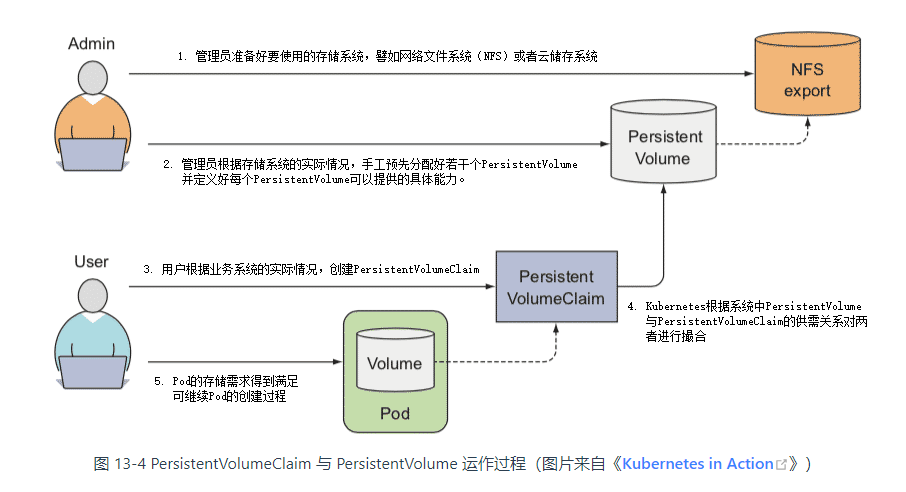 Admin
1. 管理员准备好要使用的存储系统，譬如网络文件系统（NFS）或者云储存系统
NFS
export
Persistent
Volume
2. 管理员根据存储系统的实际情况，手工预先分配好若干个PersistentVolume
并定义好每个PersistentVolume可以提供的具体能力。
User
3. 用户根据业务系统的实际情况，创建PersistentVolumeClaim
Persistent
VolumeClaim
4. Kubernetes根据系统中PersistentVolume
与PersistentVolumeClaim的供需关系对两
者进行撮合
Volume
Pod
5. Pod的存储需求得到满足
可继续Pod的创建过程
图 13-4 PersistentVolumeClaim 与 PersistentVolume 运作过程（图片来自《Kubernetes in Action》）